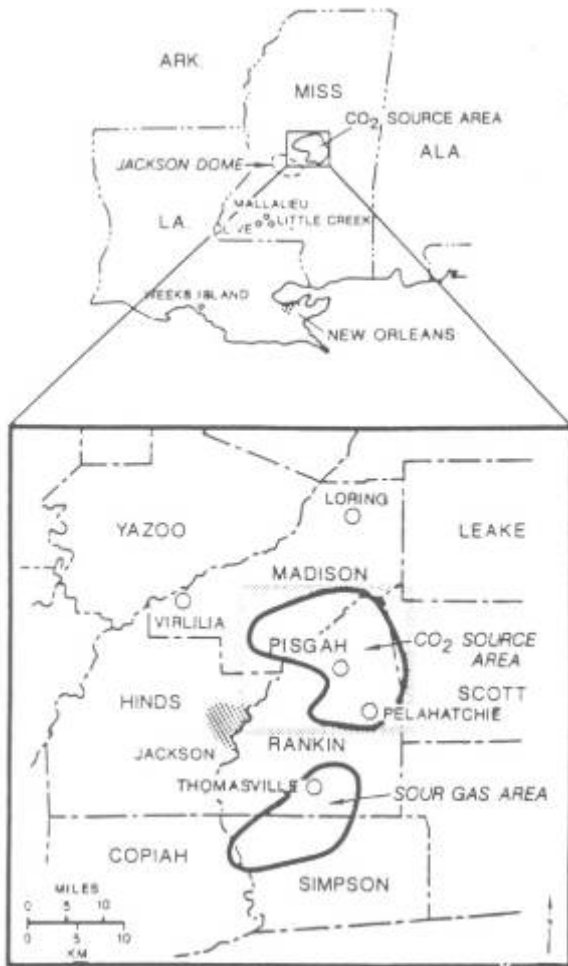 ARK.
MISS
CO2 SOURCE AREA
JACKSON DOME
ALA.
MALLALIEU
LA.
OLIVE
LITTLE CREEK
WEEKS ISLAND
NEW ORLEANS
LORING
YAZOO
LEAKE
MADISON
VIRLILIA
PISGAH
CO2 SOURCE
AREA
HINDS
SCOTT
PELAHATCHIE
JACKSON
RANKIN
THOMASVILLE
SOUR GAS AREA
COPIAH
SIMPSON
MILES
0 5 10
0 5 10
KM